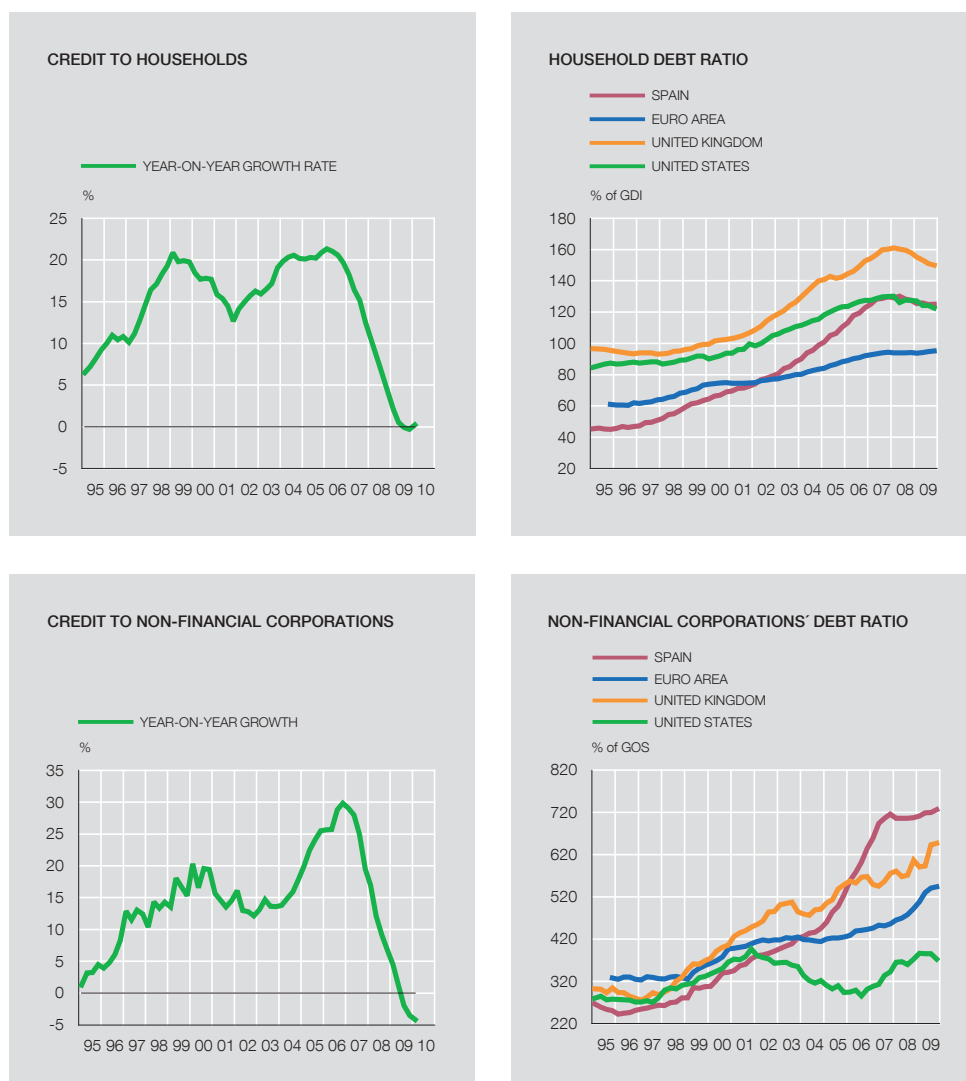 CREDIT TO HOUSEHOLDS
YEAR-ON-YEAR GROWTH RATE
%
25
20
15
10
5
0
-5
95 96 97 98 99 00 01 02 03 04 05 06 07 08 09 10
HOUSEHOLD DEBT RATIO
SPAIN
EURO AREA
UNITED KINGDOM
UNITED STATES
% of GDI
180
160
140
120
100
80
60
40
20
95 96 97 98 99 00 01 02 03 04 05 06 07 08 09
CREDIT TO NON-FINANCIAL CORPORATIONS
YEAR-ON-YEAR GROWTH
%
35
30
25
20
15
10
5
0
-5
95 96 97 98 99 00 01 02 03 04 05 06 07 08 09 10
NON-FINANCIAL CORPORATIONS´ DEBT RATIO
SPAIN
EURO AREA
UNITED KINGDOM
UNITED STATES
% of GOS
820
720
620
520
420
320
220
95 96 97 98 99 00 01 02 03 04 05 06 07 08 09